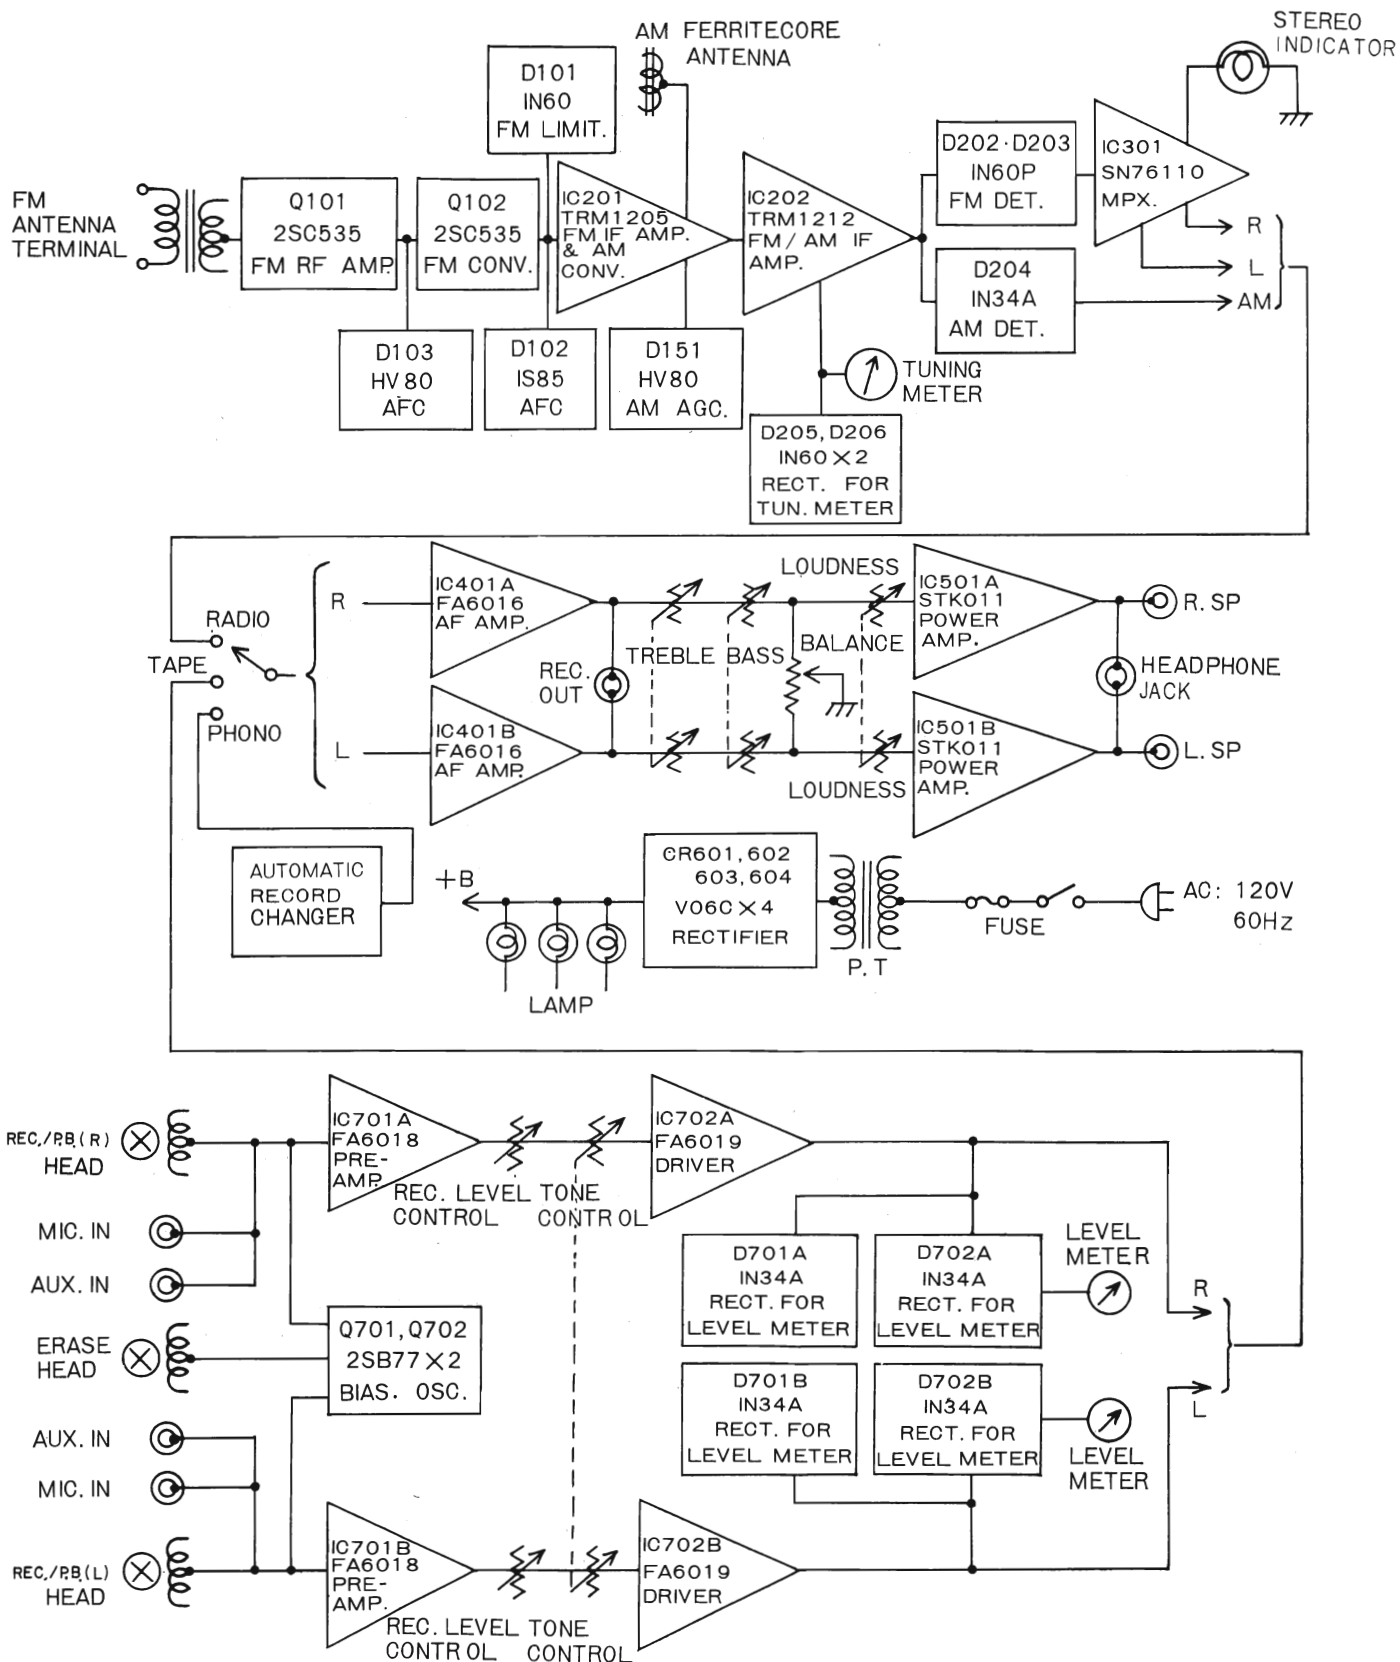 STEREO
INDICATOR
AM FERRITECORE
ANTENNA
D101
IN60
FM LIMIT.
FM
ANTENNA
TERMINAL
Q101
2SC535
FM RF AMP.
Q102
2SC535
FM CONV.
IC201
TRM1205
FM IF AMP.
& AM
CONV.
IC202
TRM1212
FM/AM IF
AMP.
D202·D203
IN60P
FM DET.
IC301
SN76110
MPX.
R
L
AM
D204
IN34A
AM DET.
D103
HV80
AFC
D102
IS85
AFC
D151
HV80
AM AGC.
TUNING
METER
D205, D206
IN60×2
RECT. FOR
TUN. METER
RADIO
TAPE
PHONO
R
L
IC401A
FA6016
AF AMP.
REC.
OUT
IC401B
FA6016
AF AMP.
LOUDNESS
TREBLE
BASS
BALANCE
LOUDNESS
IC501A
STK011
POWER
AMP.
R. SP
HEADPHONE
JACK
IC501B
STK011
POWER
AMP.
L. SP
AUTOMATIC
RECORD
CHANGER
+B
LAMP
CR601, 602
603, 604
V06C×4
RECTIFIER
P.T
FUSE
AC: 120V
60Hz
REC./P.B.(R)
HEAD
MIC. IN
AUX. IN
ERASE
HEAD
AUX. IN
MIC. IN
REC./P.B.(L)
HEAD
IC701A
FA6018
PRE-
AMP.
REC. LEVEL
CONTROL
TONE
CONTROL
IC702A
FA6019
DRIVER
Q701, Q702
2SB77×2
BIAS. OSC.
D701A
IN34A
RECT. FOR
LEVEL METER
D702A
IN34A
RECT. FOR
LEVEL METER
LEVEL
METER
D701B
IN34A
RECT. FOR
LEVEL METER
D702B
IN34A
RECT. FOR
LEVEL METER
LEVEL
METER
R
L
IC701B
FA6018
PRE-
AMP.
REC. LEVEL
CONTROL
TONE
CONTROL
IC702B
FA6019
DRIVER